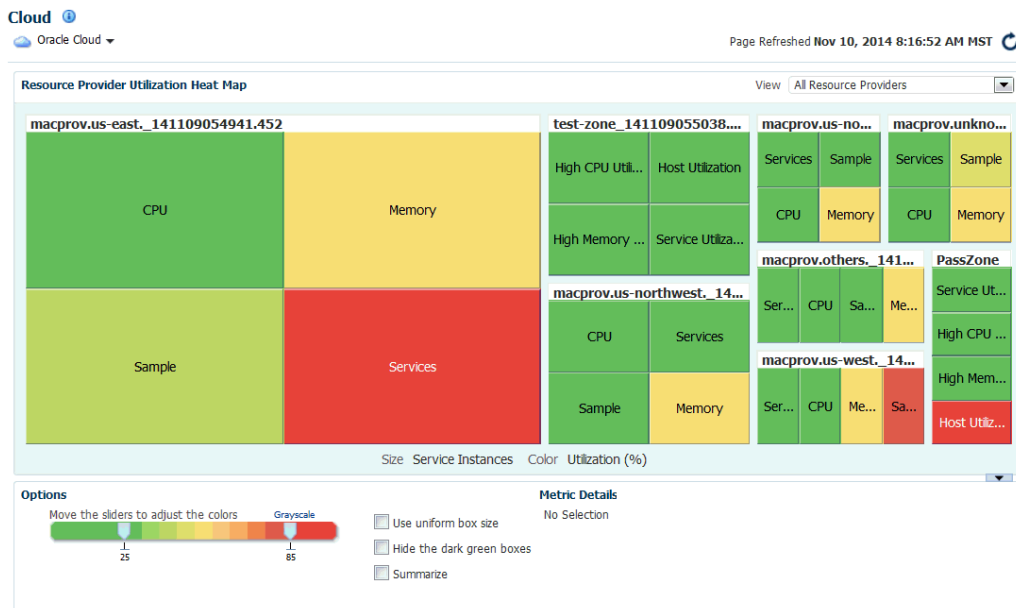 Cloud
Oracle Cloud
Page Refreshed Nov 10, 2014 8:16:52 AM MST
Resource Provider Utilization Heat Map
View All Resource Providers
macprov.us-east._141109054941.452
CPU
Memory
Sample
Services
test-zone_141109055038....
High CPU Utili...
Host Utilization
High Memory ...
Service Utiliza...
macprov.us-northwest._14...
CPU
Services
Sample
Memory
macprov.us-no...
Services
Sample
CPU
Memory
macprov.unkno...
Services
Sample
CPU
Memory
macprov.others._141...
Ser...
CPU
Sa...
Me...
macprov.us-west._14...
Ser...
CPU
Me...
Sa...
PassZone
Service Ut...
High CPU ...
High Mem...
Host Utiliz...
Size Service Instances Color Utilization (%)
Options
Move the sliders to adjust the colors
Grayscale
25
85
Use uniform box size
Hide the dark green boxes
Summarize
Metric Details
No Selection